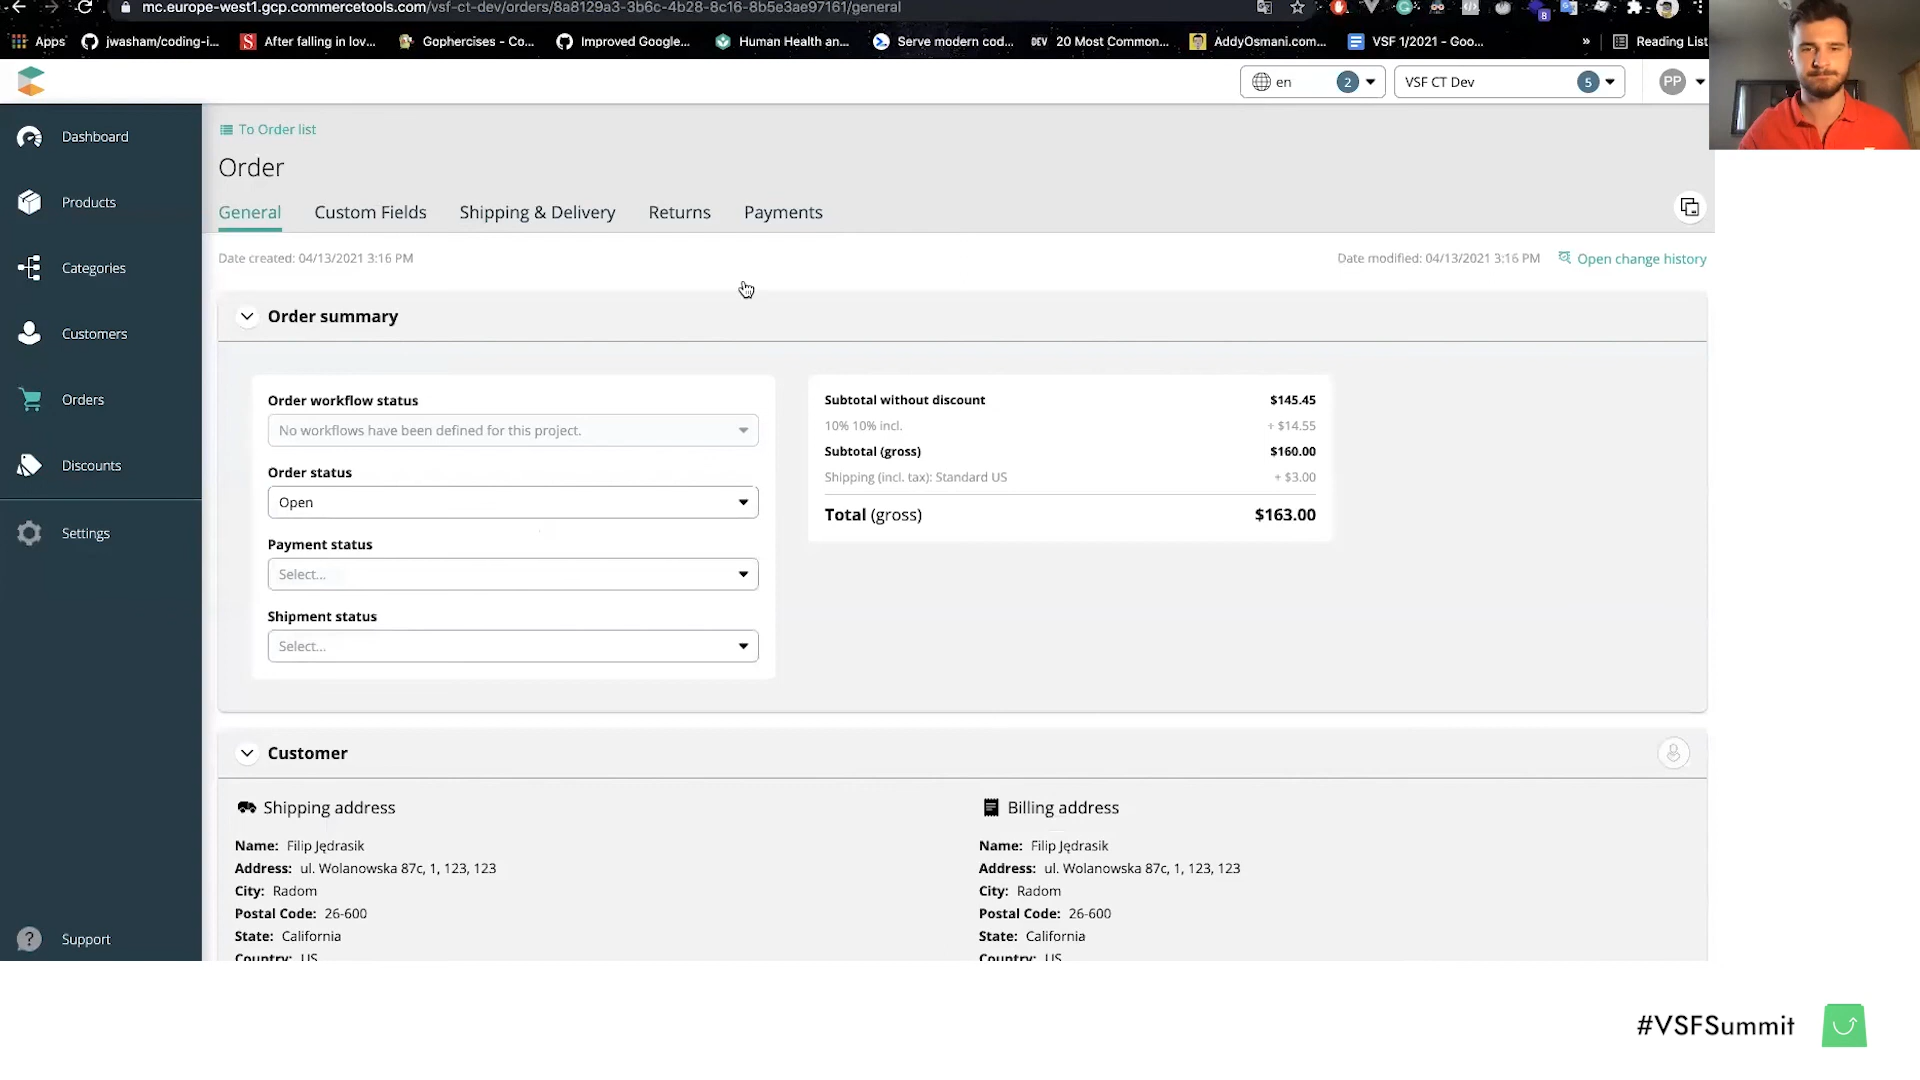 mc.europe-west1.gcp.commercetools.com/vsf-ct-dev/orders/8a8129a3-3b6c-4b28-8c16-8b5e3ae97161/general
Apps jwasham/coding-i... After falling in lov... Gophercises - Co... Improved Google... Human Health an... Serve modern cod... DEV 20 Most Common... AddyOsmani.com... VSF 1/2021 - Goo... » Reading List
en 2 VSF CT Dev 5 PP
Dashboard
Products
Categories
Customers
Orders
Discounts
Settings
? Support
To Order list
Order
General Custom Fields Shipping & Delivery Returns Payments
Date created: 04/13/2021 3:16 PM
Date modified: 04/13/2021 3:16 PM Open change history
Order summary
Order workflow status
No workflows have been defined for this project.
Order status
Open
Payment status
Select...
Shipment status
Select...
Subtotal without discount $145.45
10% 10% incl. + $14.55
Subtotal (gross) $160.00
Shipping (incl. tax): Standard US + $3.00
Total (gross) $163.00
Customer
Shipping address
Name: Filip Jędrasik
Address: ul. Wolanowska 87c, 1, 123, 123
City: Radom
Postal Code: 26-600
State: California
Country: US
Billing address
Name: Filip Jędrasik
Address: ul. Wolanowska 87c, 1, 123, 123
City: Radom
Postal Code: 26-600
State: California
Country: US
#VSFSummit